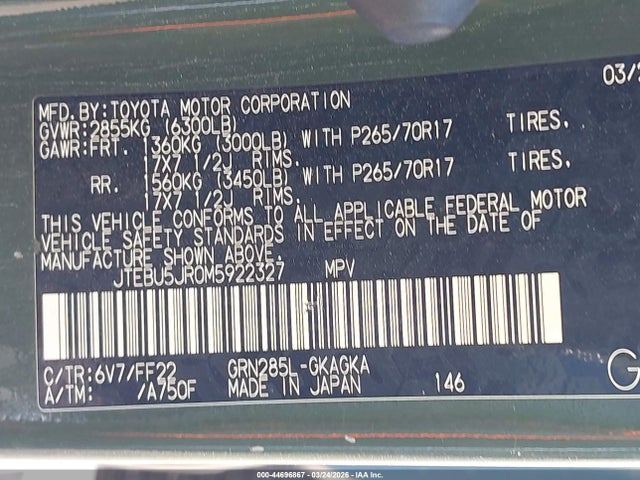 03/
MFD. BY: TOYOTA MOTOR CORPORATION
GVWR: 2855KG (6300LB)
GAWR: FRT. 1360KG (3000LB) WITH P265/70R17 TIRES,
17X7 1/2J RIMS.
RR. 1560KG (3450LB) WITH P265/70R17 TIRES,
17X7 1/2J RIMS.
THIS VEHICLE CONFORMS TO ALL APPLICABLE FEDERAL MOTOR
VEHICLE SAFETY STANDARDS IN EFFECT ON THE DATE OF
MANUFACTURE SHOWN ABOVE.
JTEBU5JR0M5922327 MPV
C/TR: 6V7/FF22 GRN285L-GKAGKA
A/TM: /A750F MADE IN JAPAN 146
G
000-44696867 - 03/24/2026 - IAA Inc.